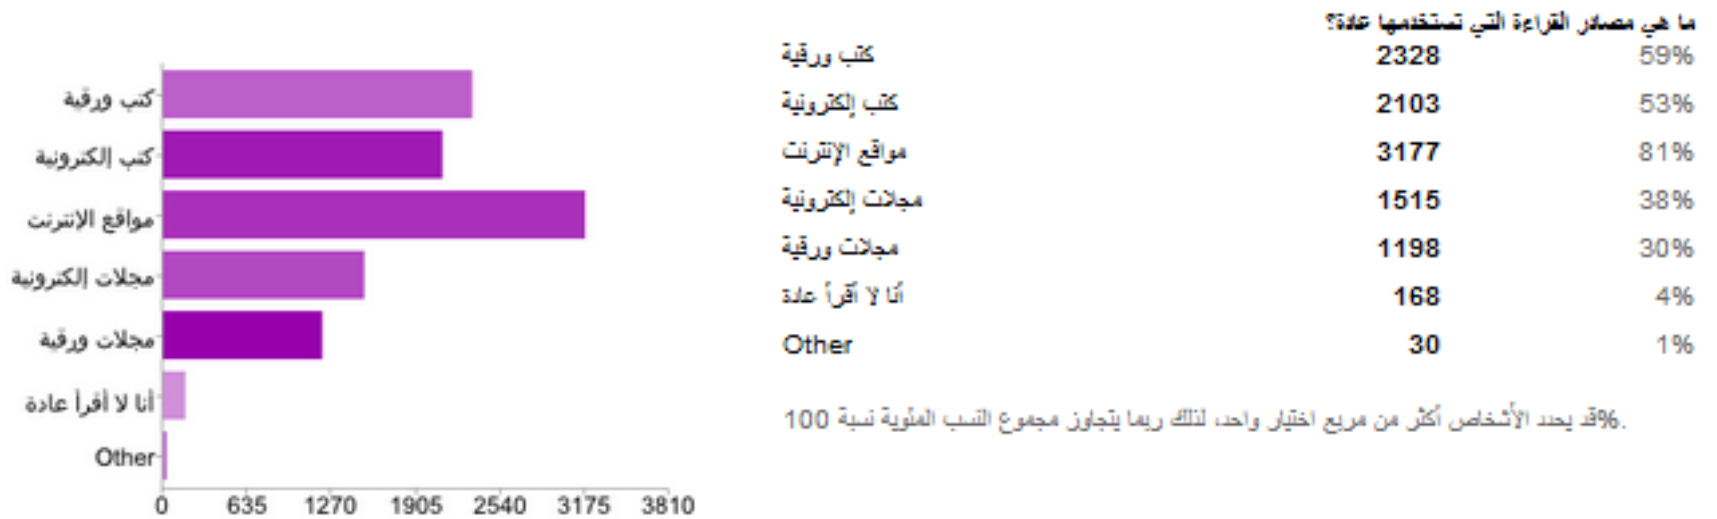 ما هي مصادر القراءة التي تستخدمها عادة؟
كتب ورقية 2328 59%
كتب إلكترونية 2103 53%
مواقع الإنترنت 3177 81%
مجلات إلكترونية 1515 38%
مجلات ورقية 1198 30%
أنا لا أقرأ عادة 168 4%
Other 30 1%
قد يحدد الأشخاص أكثر من مربع اختيار واحد، لذلك ربما يتجاوز مجموع النسب المئوية نسبة 100%.
كتب ورقية
كتب إلكترونية
مواقع الانترنت
مجلات إلكترونية
مجلات ورقية
أنا لا أقرأ عادة
Other
0 635 1270 1905 2540 3175 3810